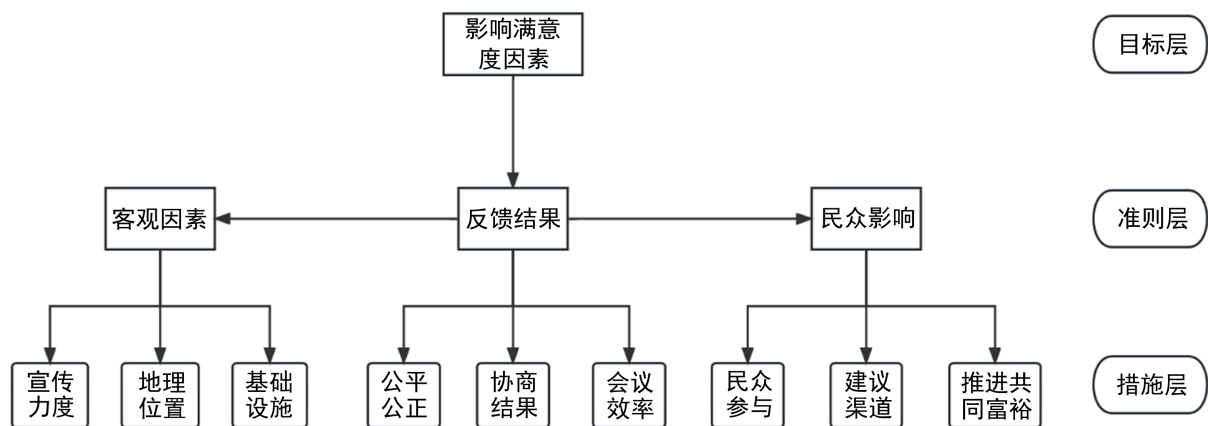 影响满意
度因素
目标层
客观因素
反馈结果
民众影响
准则层
宣传
力度
地理
位置
基础
设施
公平
公正
协商
结果
会议
效率
民众
参与
建议
渠道
推进共
同富裕
措施层